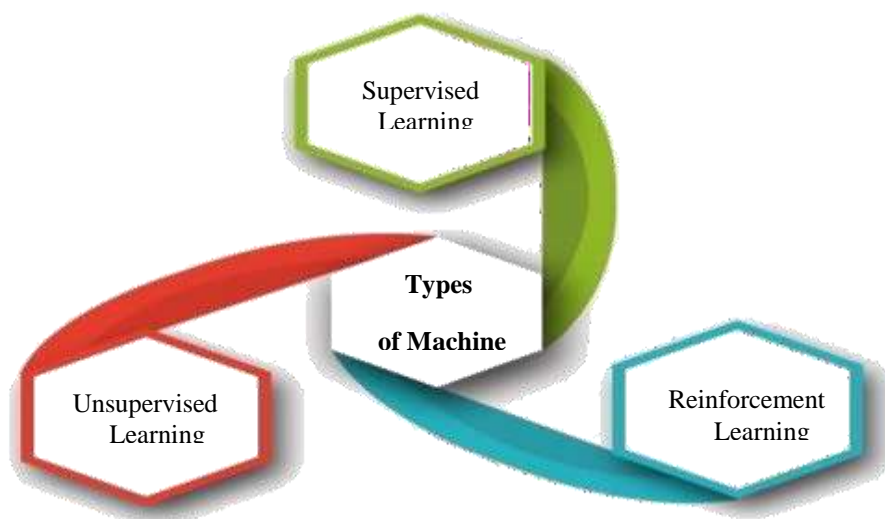 Supervised
Learning
Types
of Machine
Unsupervised
Learning
Reinforcement
Learning